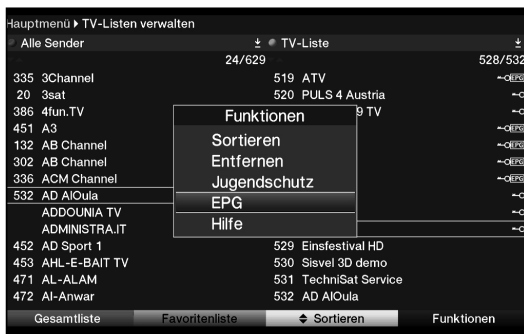 Hauptmenü ▸ TV-Listen verwalten
Alle Sender
24/629
335 3Channel
20 3sat
386 4fun.TV
451 A3
132 AB Channel
302 AB Channel
336 ACM Channel
532 AD AlOula
ADDOUNIA TV
ADMINISTRA.IT
452 AD Sport 1
453 AHL-E-BAIT TV
471 AL-ALAM
472 Al-Anwar
TV-Liste
528/532
519 ATV
520 PULS 4 Austria
9 TV
EPG
EPG
EPG
EPG
529 Einsfestival HD
530 Sisvel 3D demo
531 TechniSat Service
532 AD AlOula
Funktionen
Sortieren
Entfernen
Jugendschutz
EPG
Hilfe
Gesamtliste
Favoritenliste
Sortieren
Funktionen